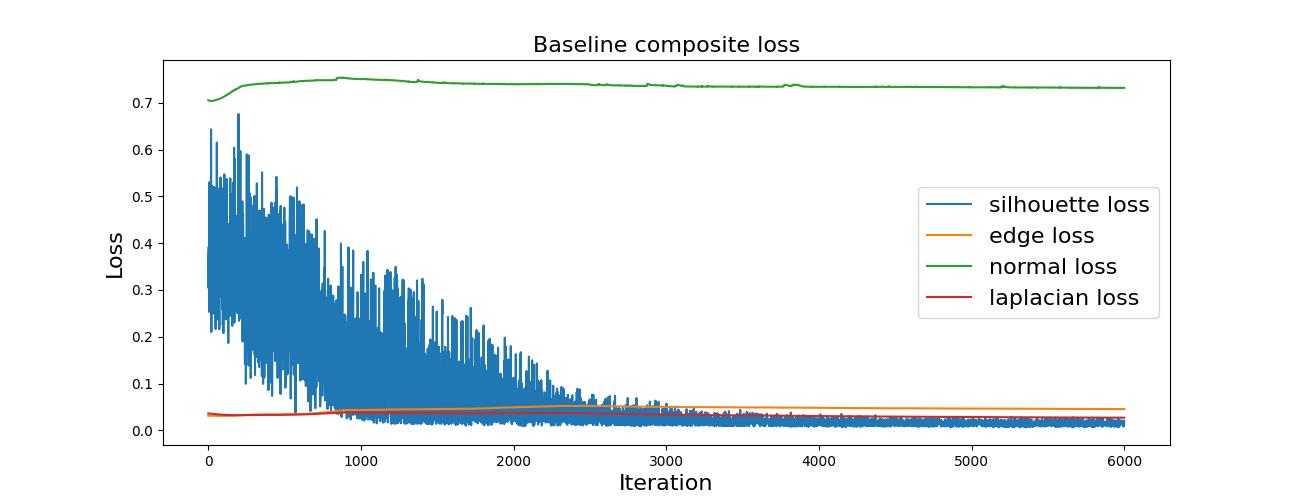 Baseline composite loss
Loss
0.7
0.6
0.5
0.4
0.3
0.2
0.1
0.0
silhouette loss
edge loss
normal loss
laplacian loss
0 1000 2000 3000 4000 5000 6000
Iteration